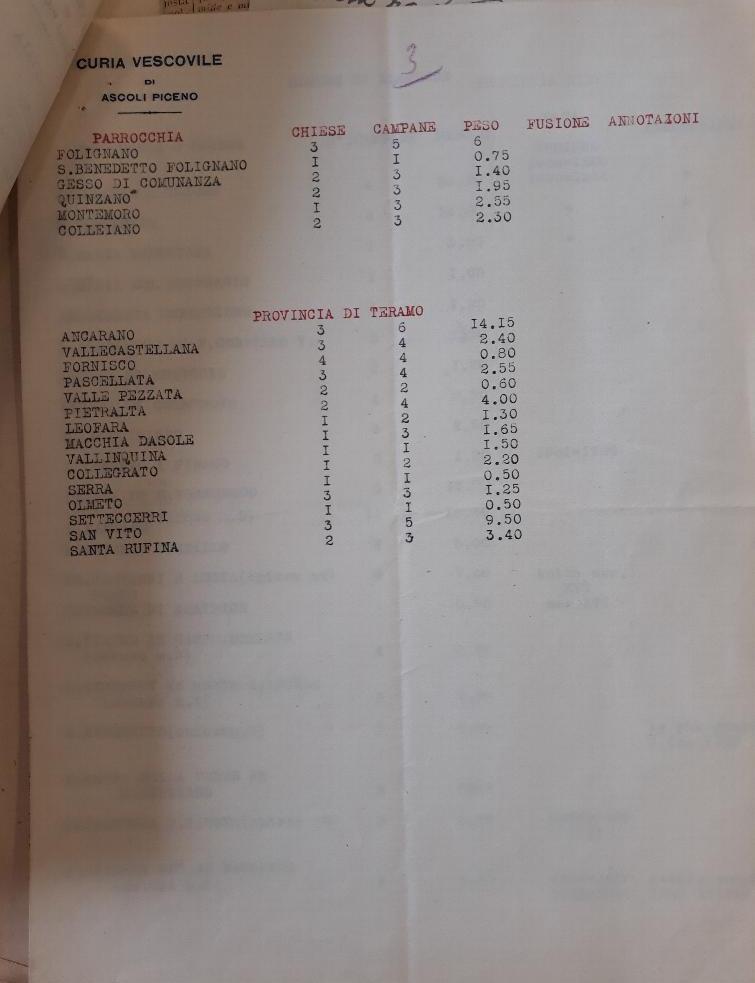 CURIA VESCOVILE
DI
ASCOLI PICENO
3
PARROCCHIA CHIESE CAMPANE PESO FUSIONE ANNOTAZIONI
FOLIGNANO 3 5 6
S.BENEDETTO FOLIGNANO I I 0.75
GESSO DI COMUNANZA 2 3 I.40
QUINZANO 2 3 I.95
MONTEMORO I 3 2.55
COLLEIANO 2 3 2.30
PROVINCIA DI TERAMO
ANCARANO 3 6 I4.I5
VALLECASTELLANA 3 4 2.40
FORNISCO 4 4 0.80
PASCELLATA 3 4 2.55
VALLE PEZZATA 2 2 0.60
PIETRALTA 2 4 4.00
LEOFARA I 2 I.30
MACCHIA DASOLE I 3 I.65
VALLINQUINA I I I.50
COLLEGRATO I 2 2.20
SERRA I I 0.50
OLMETO 3 3 I.25
SETTECCERRI I I 0.50
SAN VITO 3 5 9.50
SANTA RUFINA 2 3 3.40